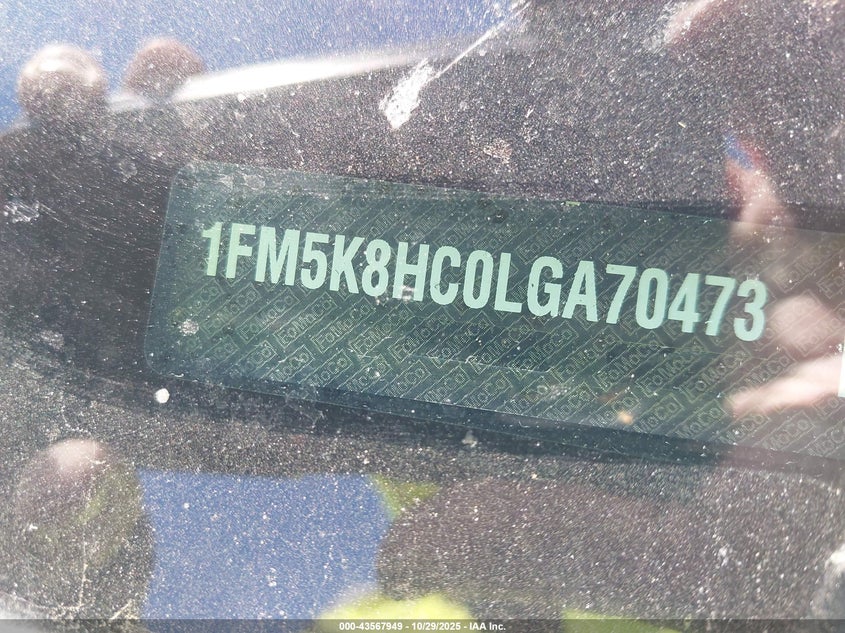 1FM5K8HC0LGA70473
000-43567949 - 10/29/2025 - IAA Inc.